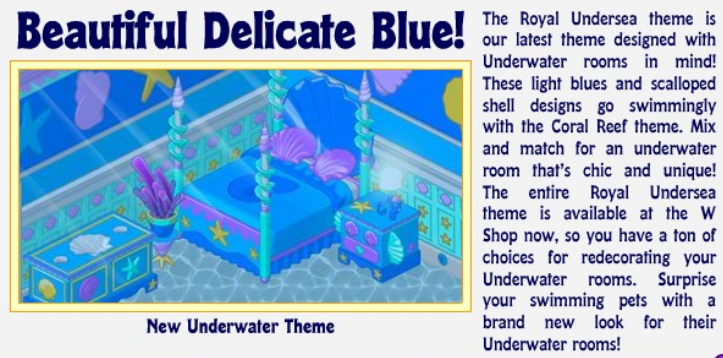 Beautiful Delicate Blue!
New Underwater Theme
The Royal Undersea theme is
our latest theme designed with
Underwater rooms in mind!
These light blues and scalloped
shell designs go swimmingly
with the Coral Reef theme. Mix
and match for an underwater
room that's chic and unique!
The entire Royal Undersea
theme is available at the W
Shop now, so you have a ton of
choices for redecorating your
Underwater rooms. Surprise
your swimming pets with a
brand new look for their
Underwater rooms!